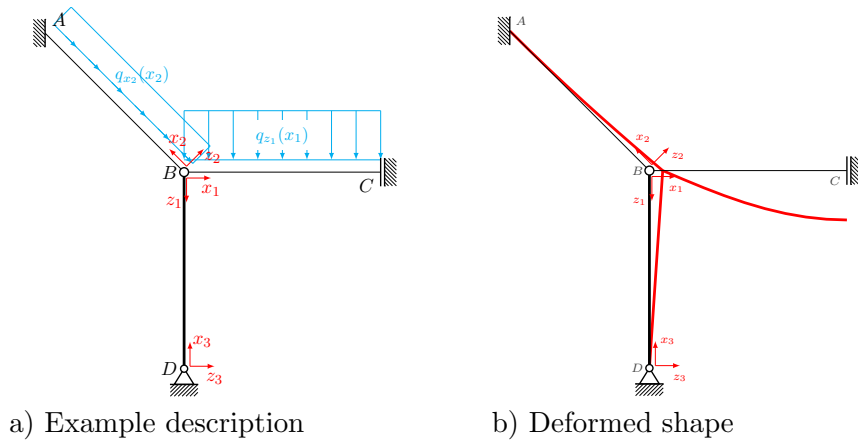 A
A
q_{x_2}(x_2)
q_{z_1}(x_1)
x_2
z_2
x_2
z_2
B
x_1
C
B
x_1
C
z_1
z_1
x_3
x_3
D
z_3
D
z_3
a) Example description
b) Deformed shape